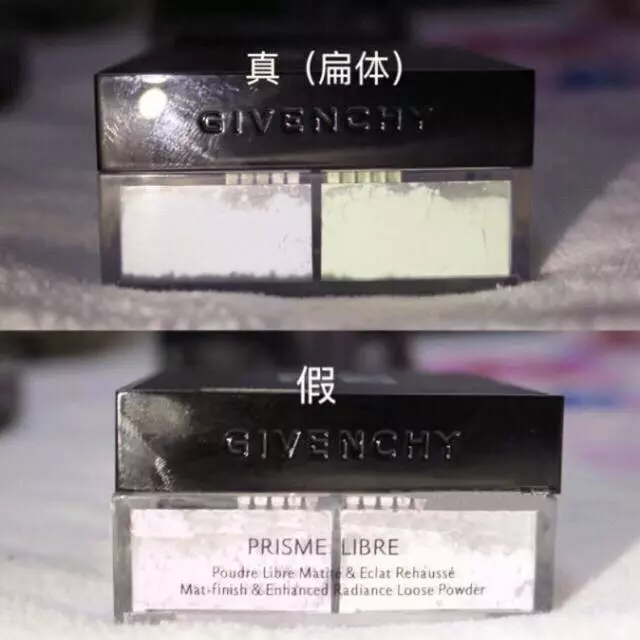 真（扁体）
GIVENCHY
假
GIVENCHY
PRISME LIBRE
Poudre Libre Matité & Eclat Rehaussé
Mat-finish & Enhanced Radiance Loose Powder